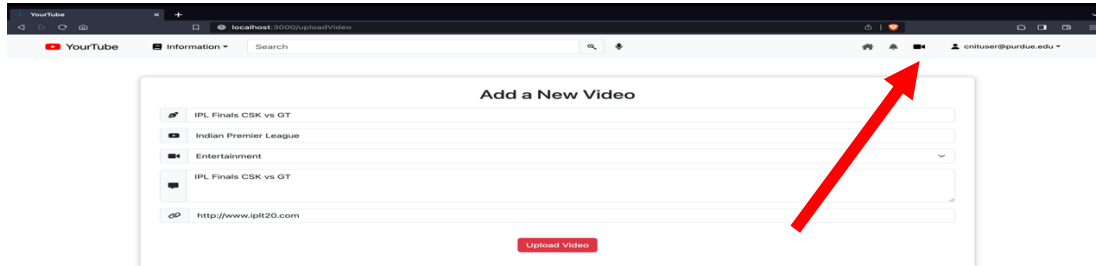 YourTube
localhost:3000/uploadVideo
YourTube Information Search cnituser@purdue.edu
Add a New Video
IPL Finals CSK vs GT
Indian Premier League
Entertainment
IPL Finals CSK vs GT
http://www.iplt20.com
Upload Video